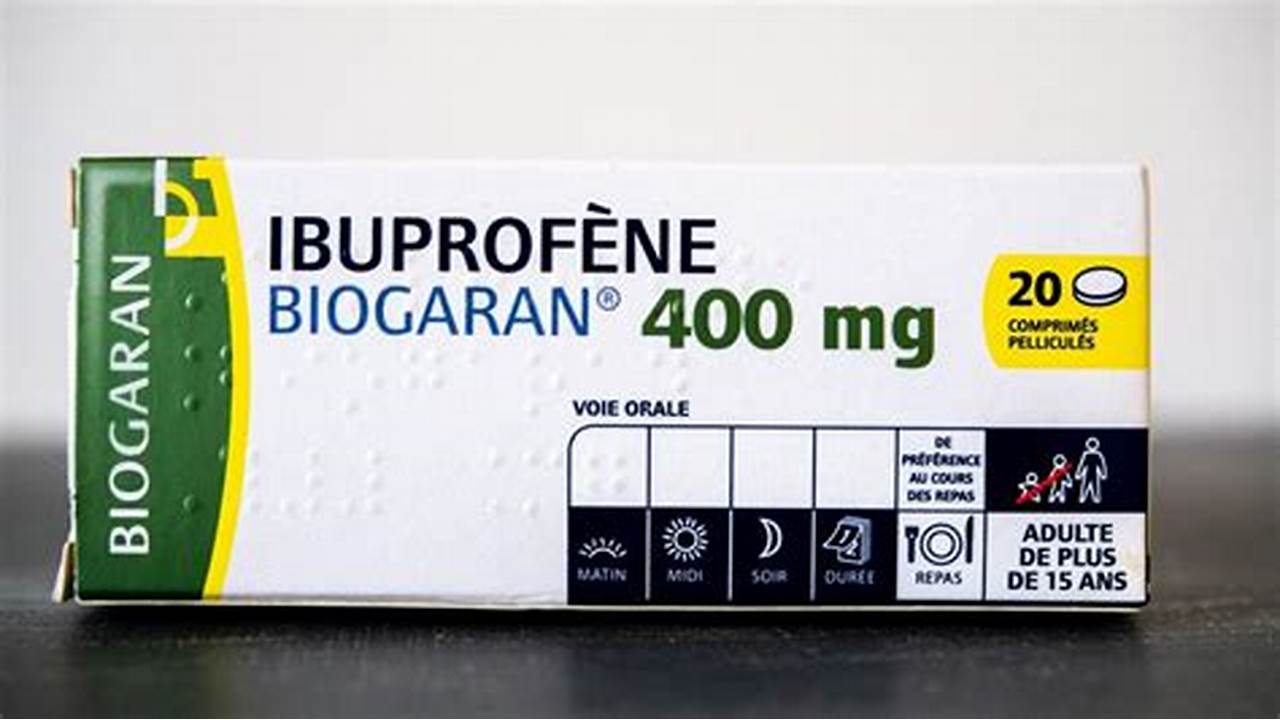 BIOGARAN
IBUPROFÈNE
BIOGARAN® 400 mg
20
COMPRIMÉS
PELLICULÉS
VOIE ORALE
DE
PRÉFÉRENCE
AU COURS
DES REPAS
MATIN
MIDI
SOIR
DURÉE
REPAS
ADULTE
DE PLUS
DE 15 ANS